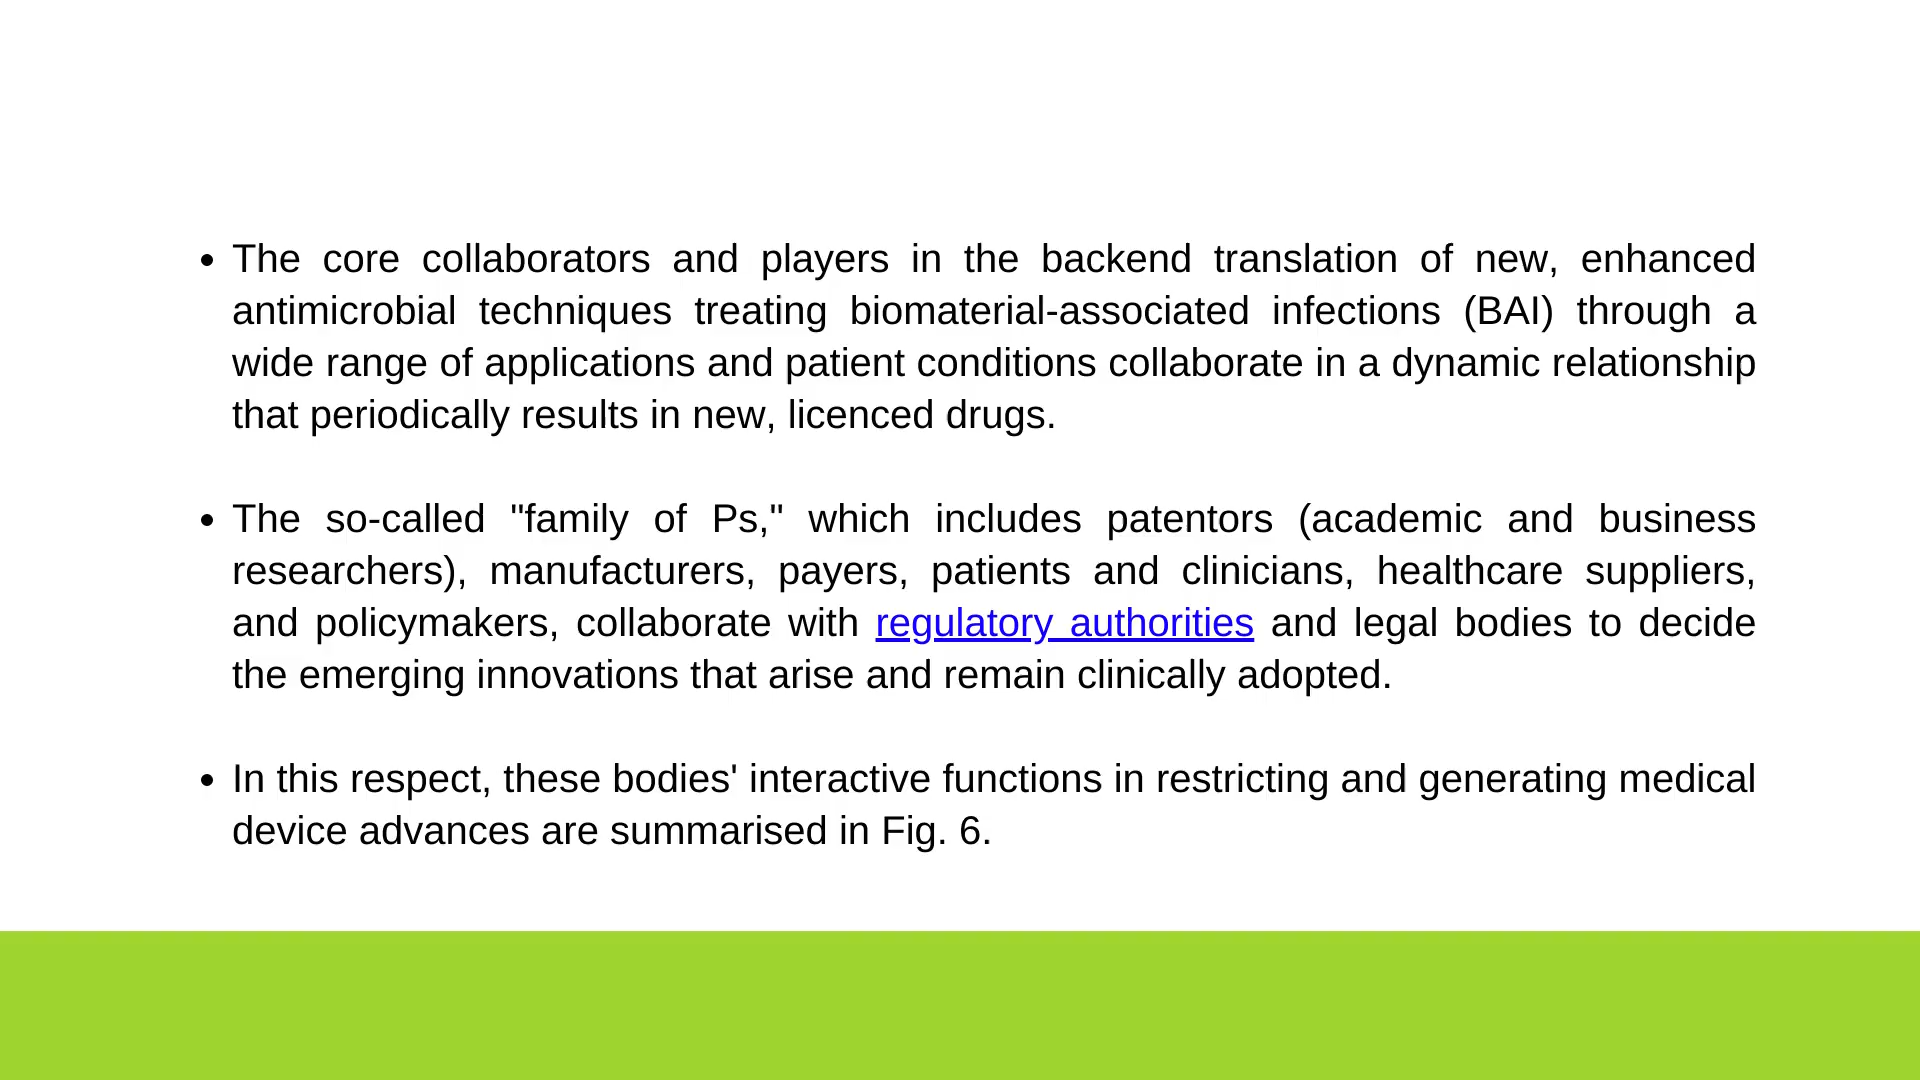 • The core collaborators and players in the backend translation of new, enhanced
antimicrobial techniques treating biomaterial-associated infections (BAI) through a
wide range of applications and patient conditions collaborate in a dynamic relationship
that periodically results in new, licenced drugs.
• The so-called "family of Ps," which includes patentors (academic and business
researchers), manufacturers, payers, patients and clinicians, healthcare suppliers,
and policymakers, collaborate with regulatory authorities and legal bodies to decide
the emerging innovations that arise and remain clinically adopted.
• In this respect, these bodies' interactive functions in restricting and generating medical
device advances are summarised in Fig. 6.